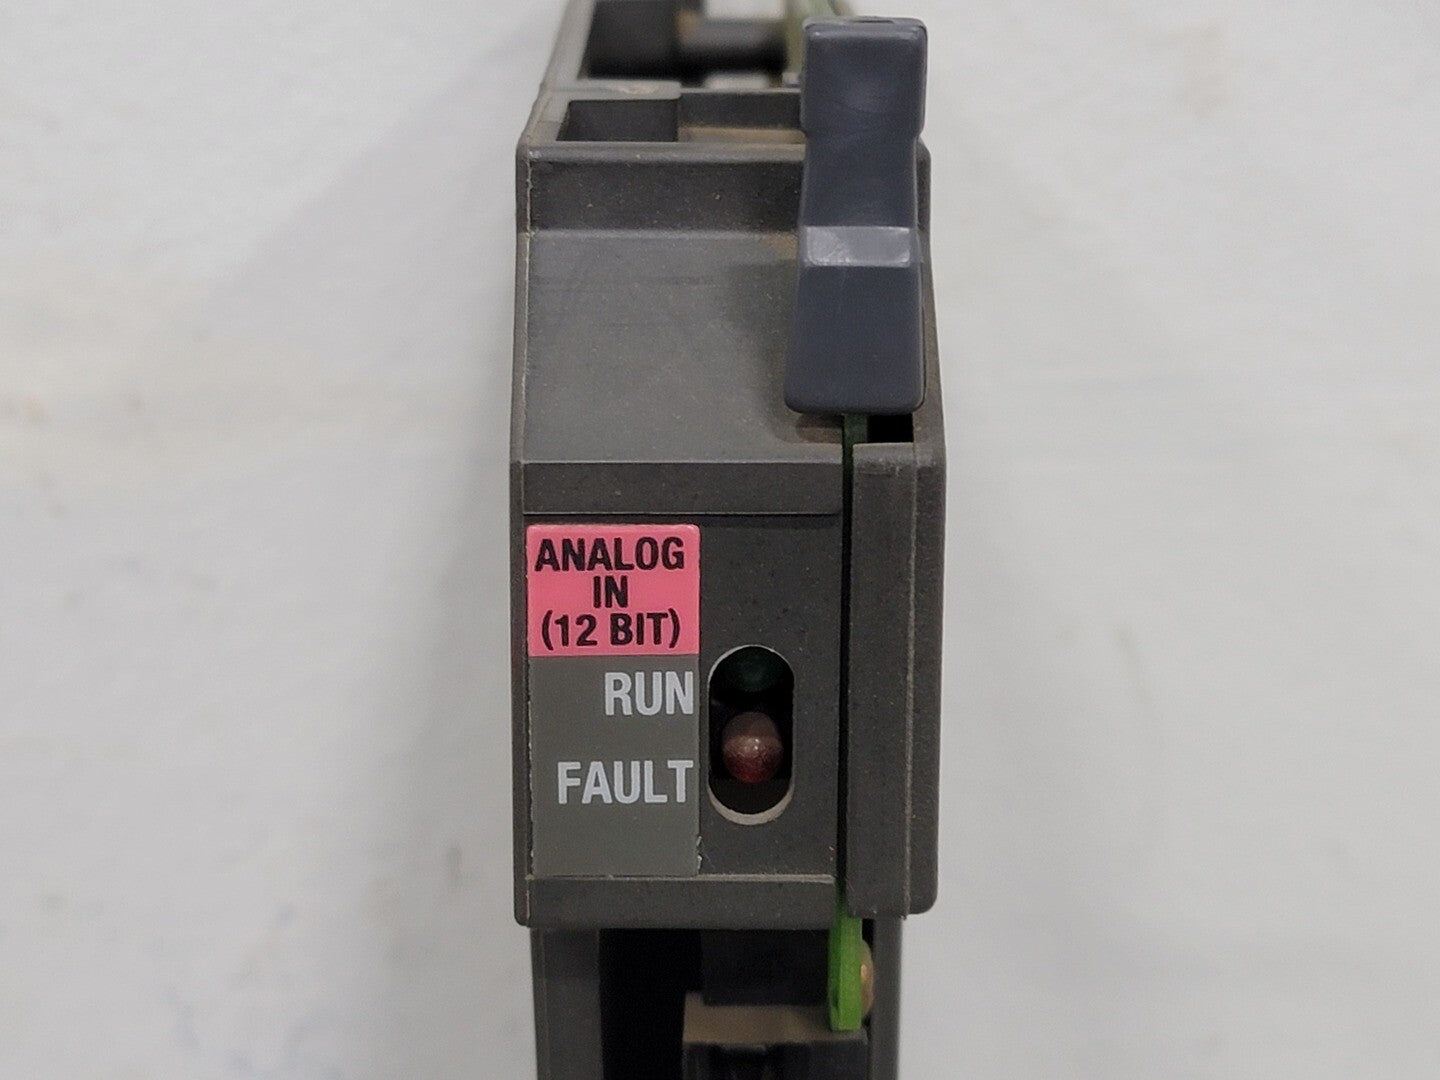 ANALOG
IN
(12 BIT)
RUN
FAULT